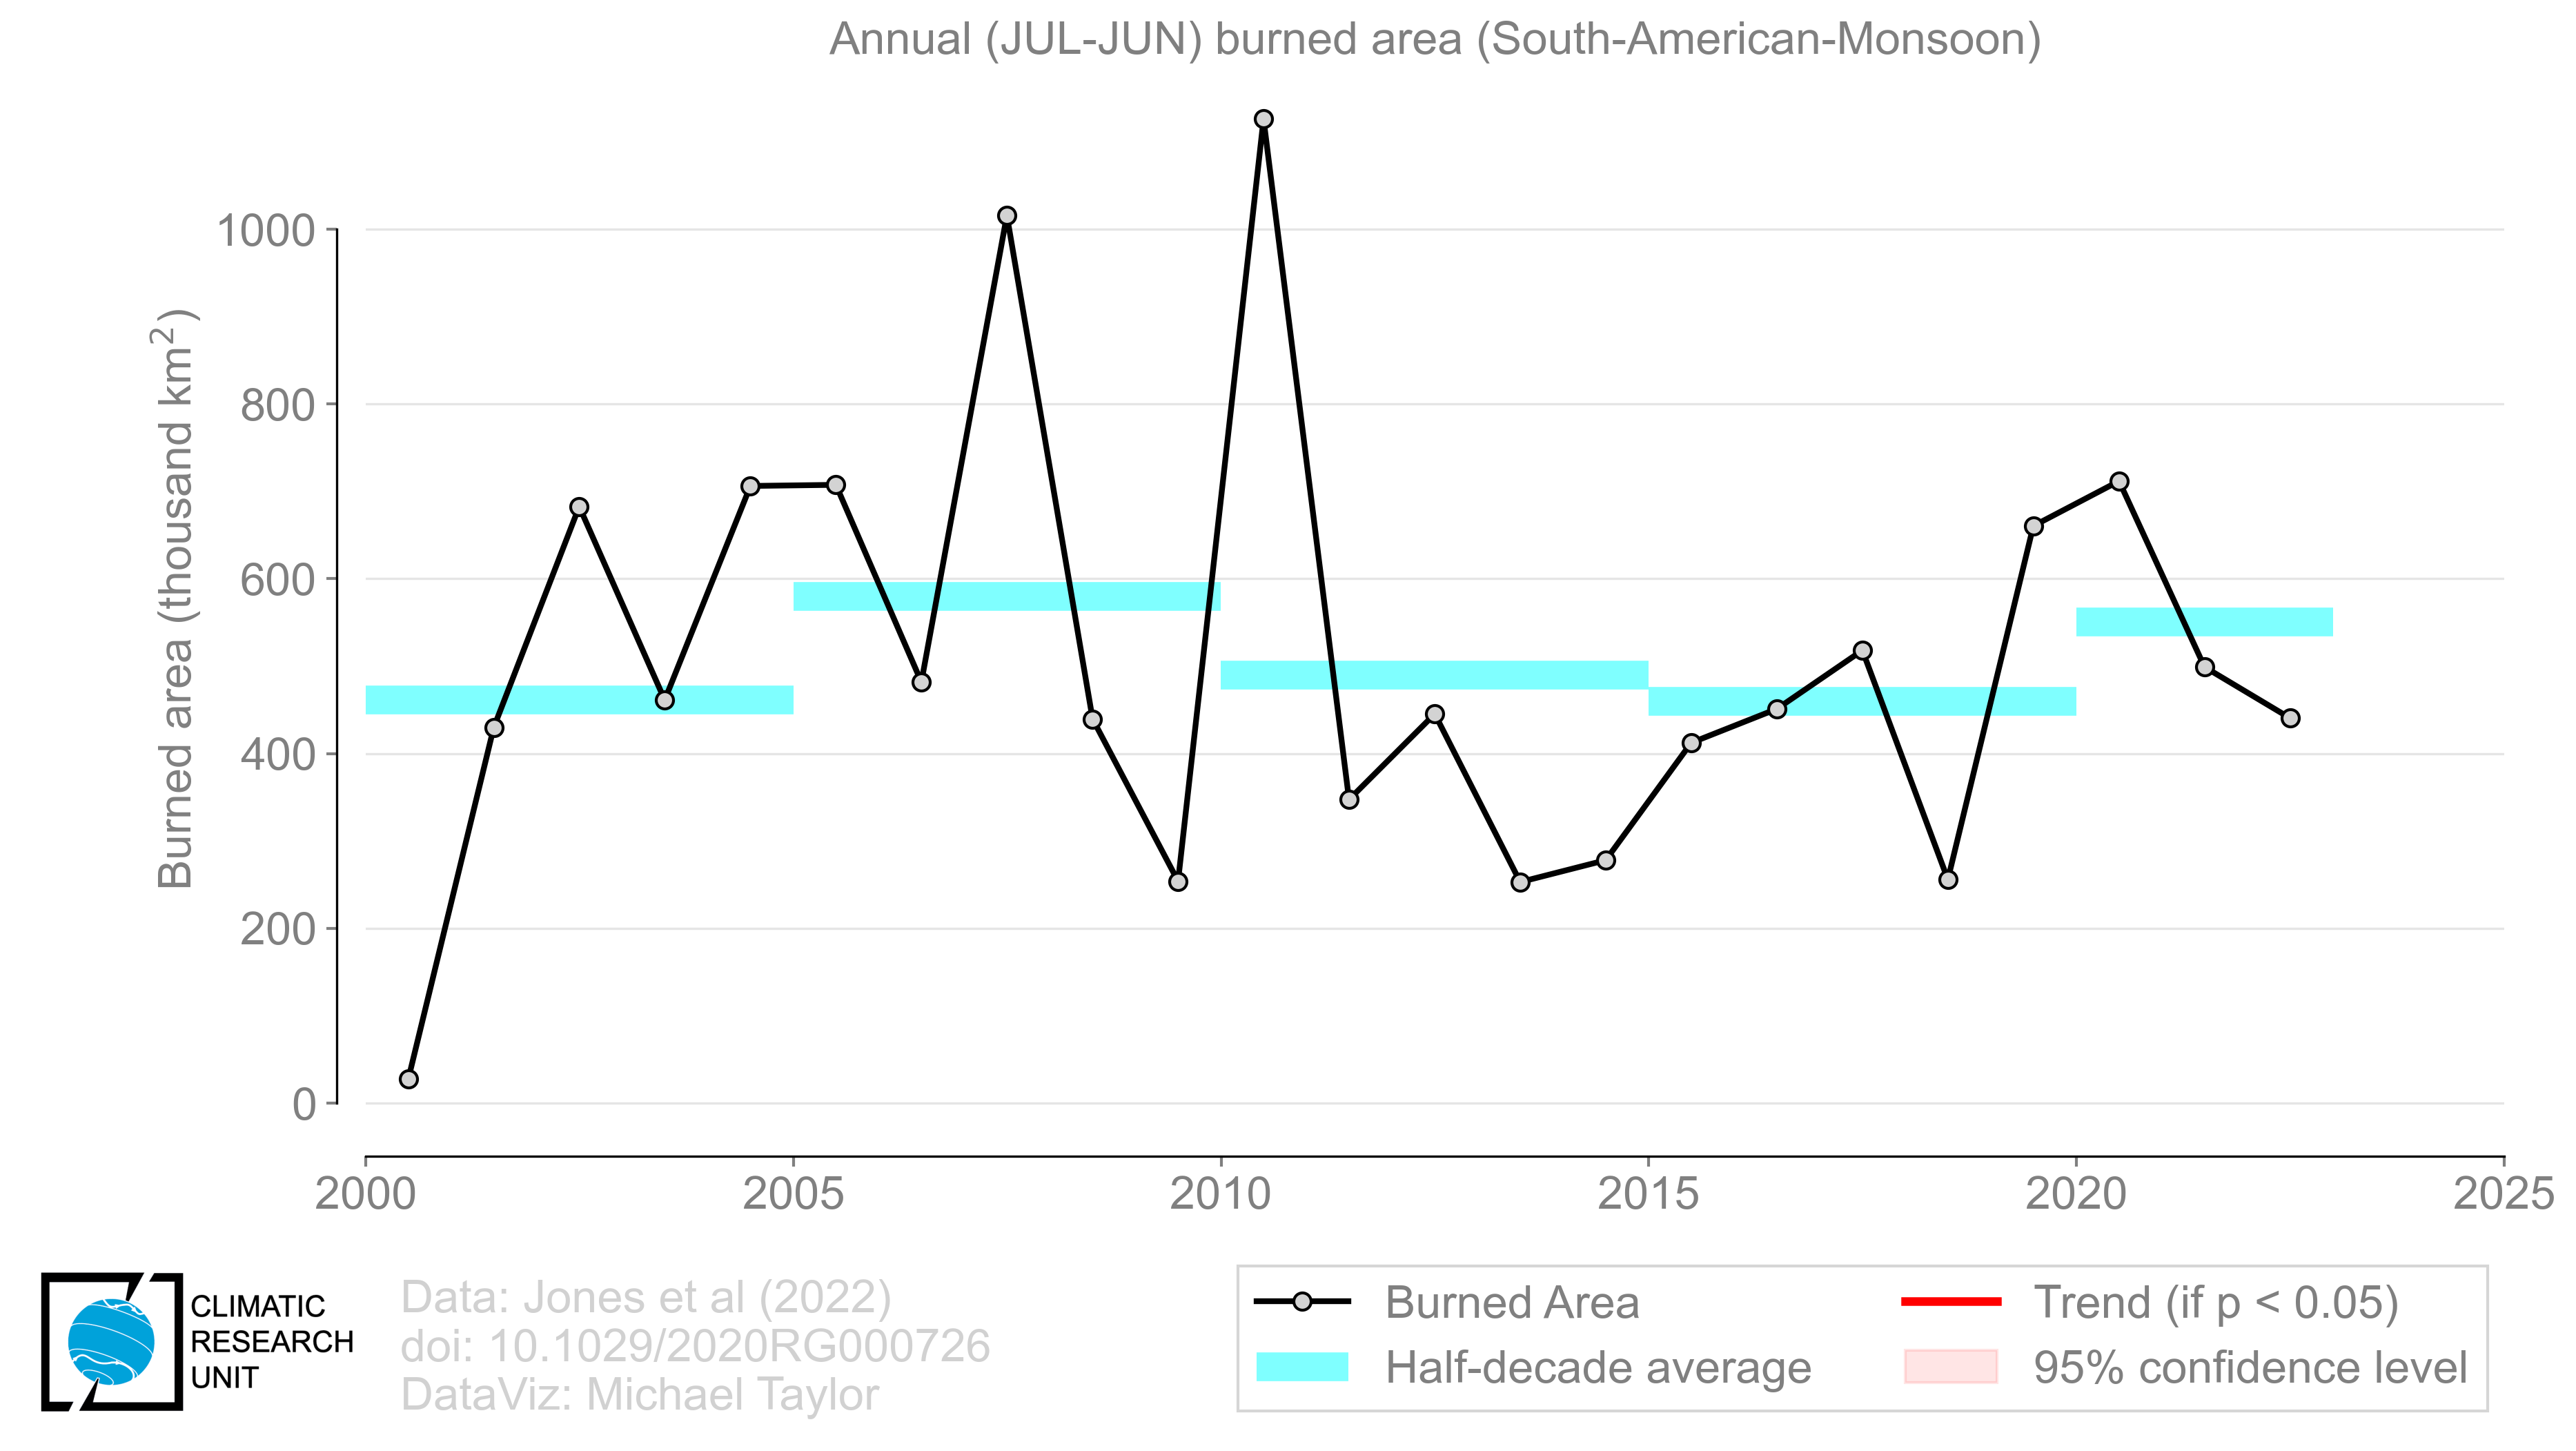 Annual (JUL-JUN) burned area (South-American-Monsoon)
Burned area (thousand km²)
1000
800
600
400
200
0
2000 2005 2010 2015 2020 2025
CLIMATIC
RESEARCH
UNIT
Data: Jones et al (2022)
doi: 10.1029/2020RG000726
DataViz: Michael Taylor
Burned Area
Half-decade average
Trend (if p < 0.05)
95% confidence level